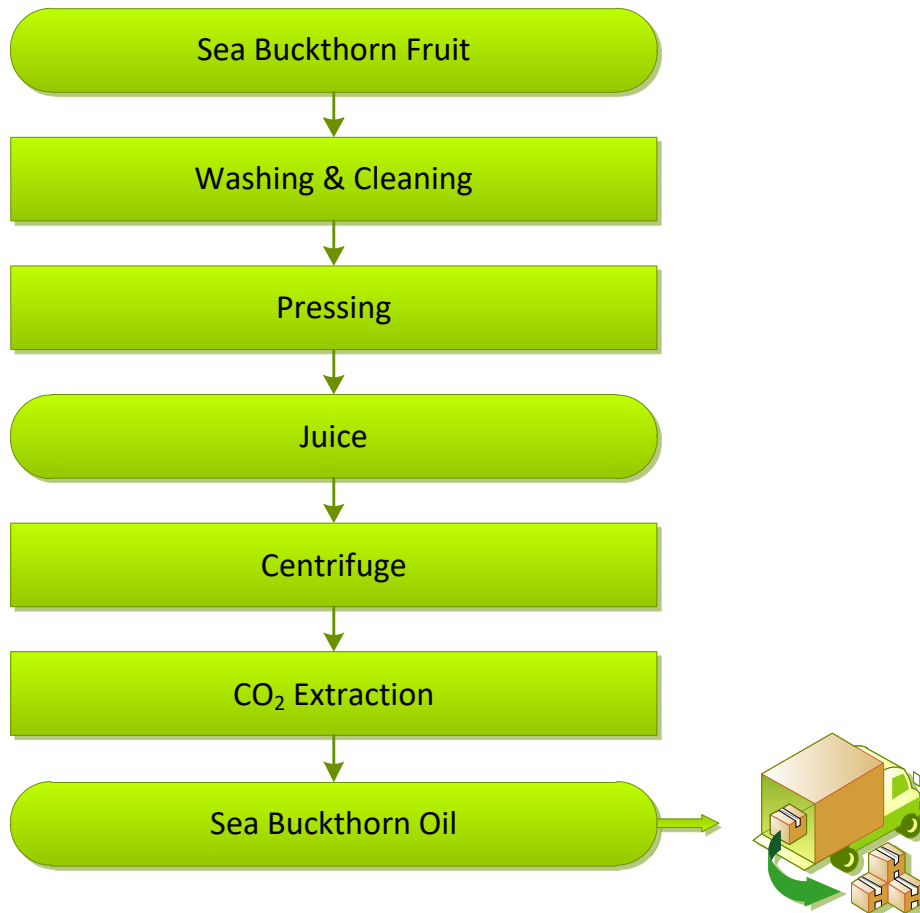 Sea Buckthorn Fruit
Washing & Cleaning
Pressing
Juice
Centrifuge
CO₂ Extraction
Sea Buckthorn Oil